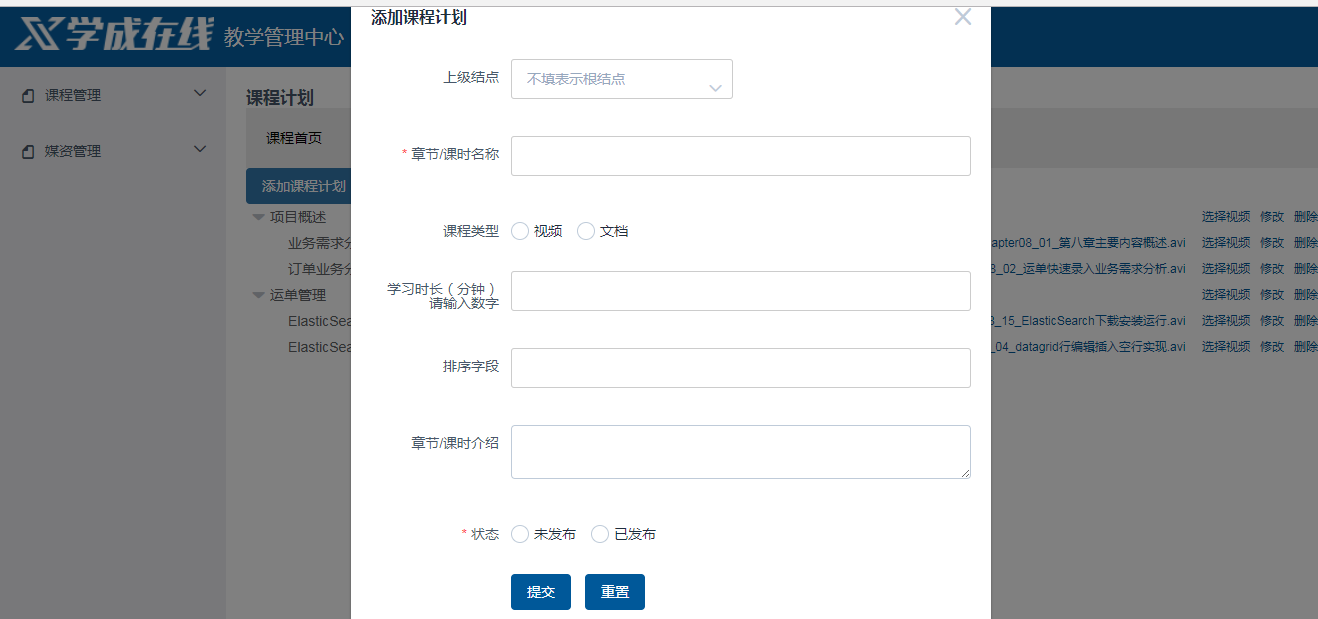 学成在线 教学管理中心
课程管理
媒资管理
课程计划
课程首页
添加课程计划
项目概述
业务需求分
订单业务分
运单管理
ElasticSea
ElasticSea
添加课程计划
上级结点 不填表示根结点
* 章节/课时名称
课程类型 视频 文档
学习时长（分钟）
请输入数字
排序字段
章节/课时介绍
* 状态 未发布 已发布
提交 重置
选择视频 修改 删除
apter08_01_第八章主要内容概述.avi 选择视频 修改 删除
8_02_运单快速录入业务需求分析.avi 选择视频 修改 删除
选择视频 修改 删除
8_15_ElasticSearch下载安装运行.avi 选择视频 修改 删除
_04_datagrid行编辑插入空行实现.avi 选择视频 修改 删除